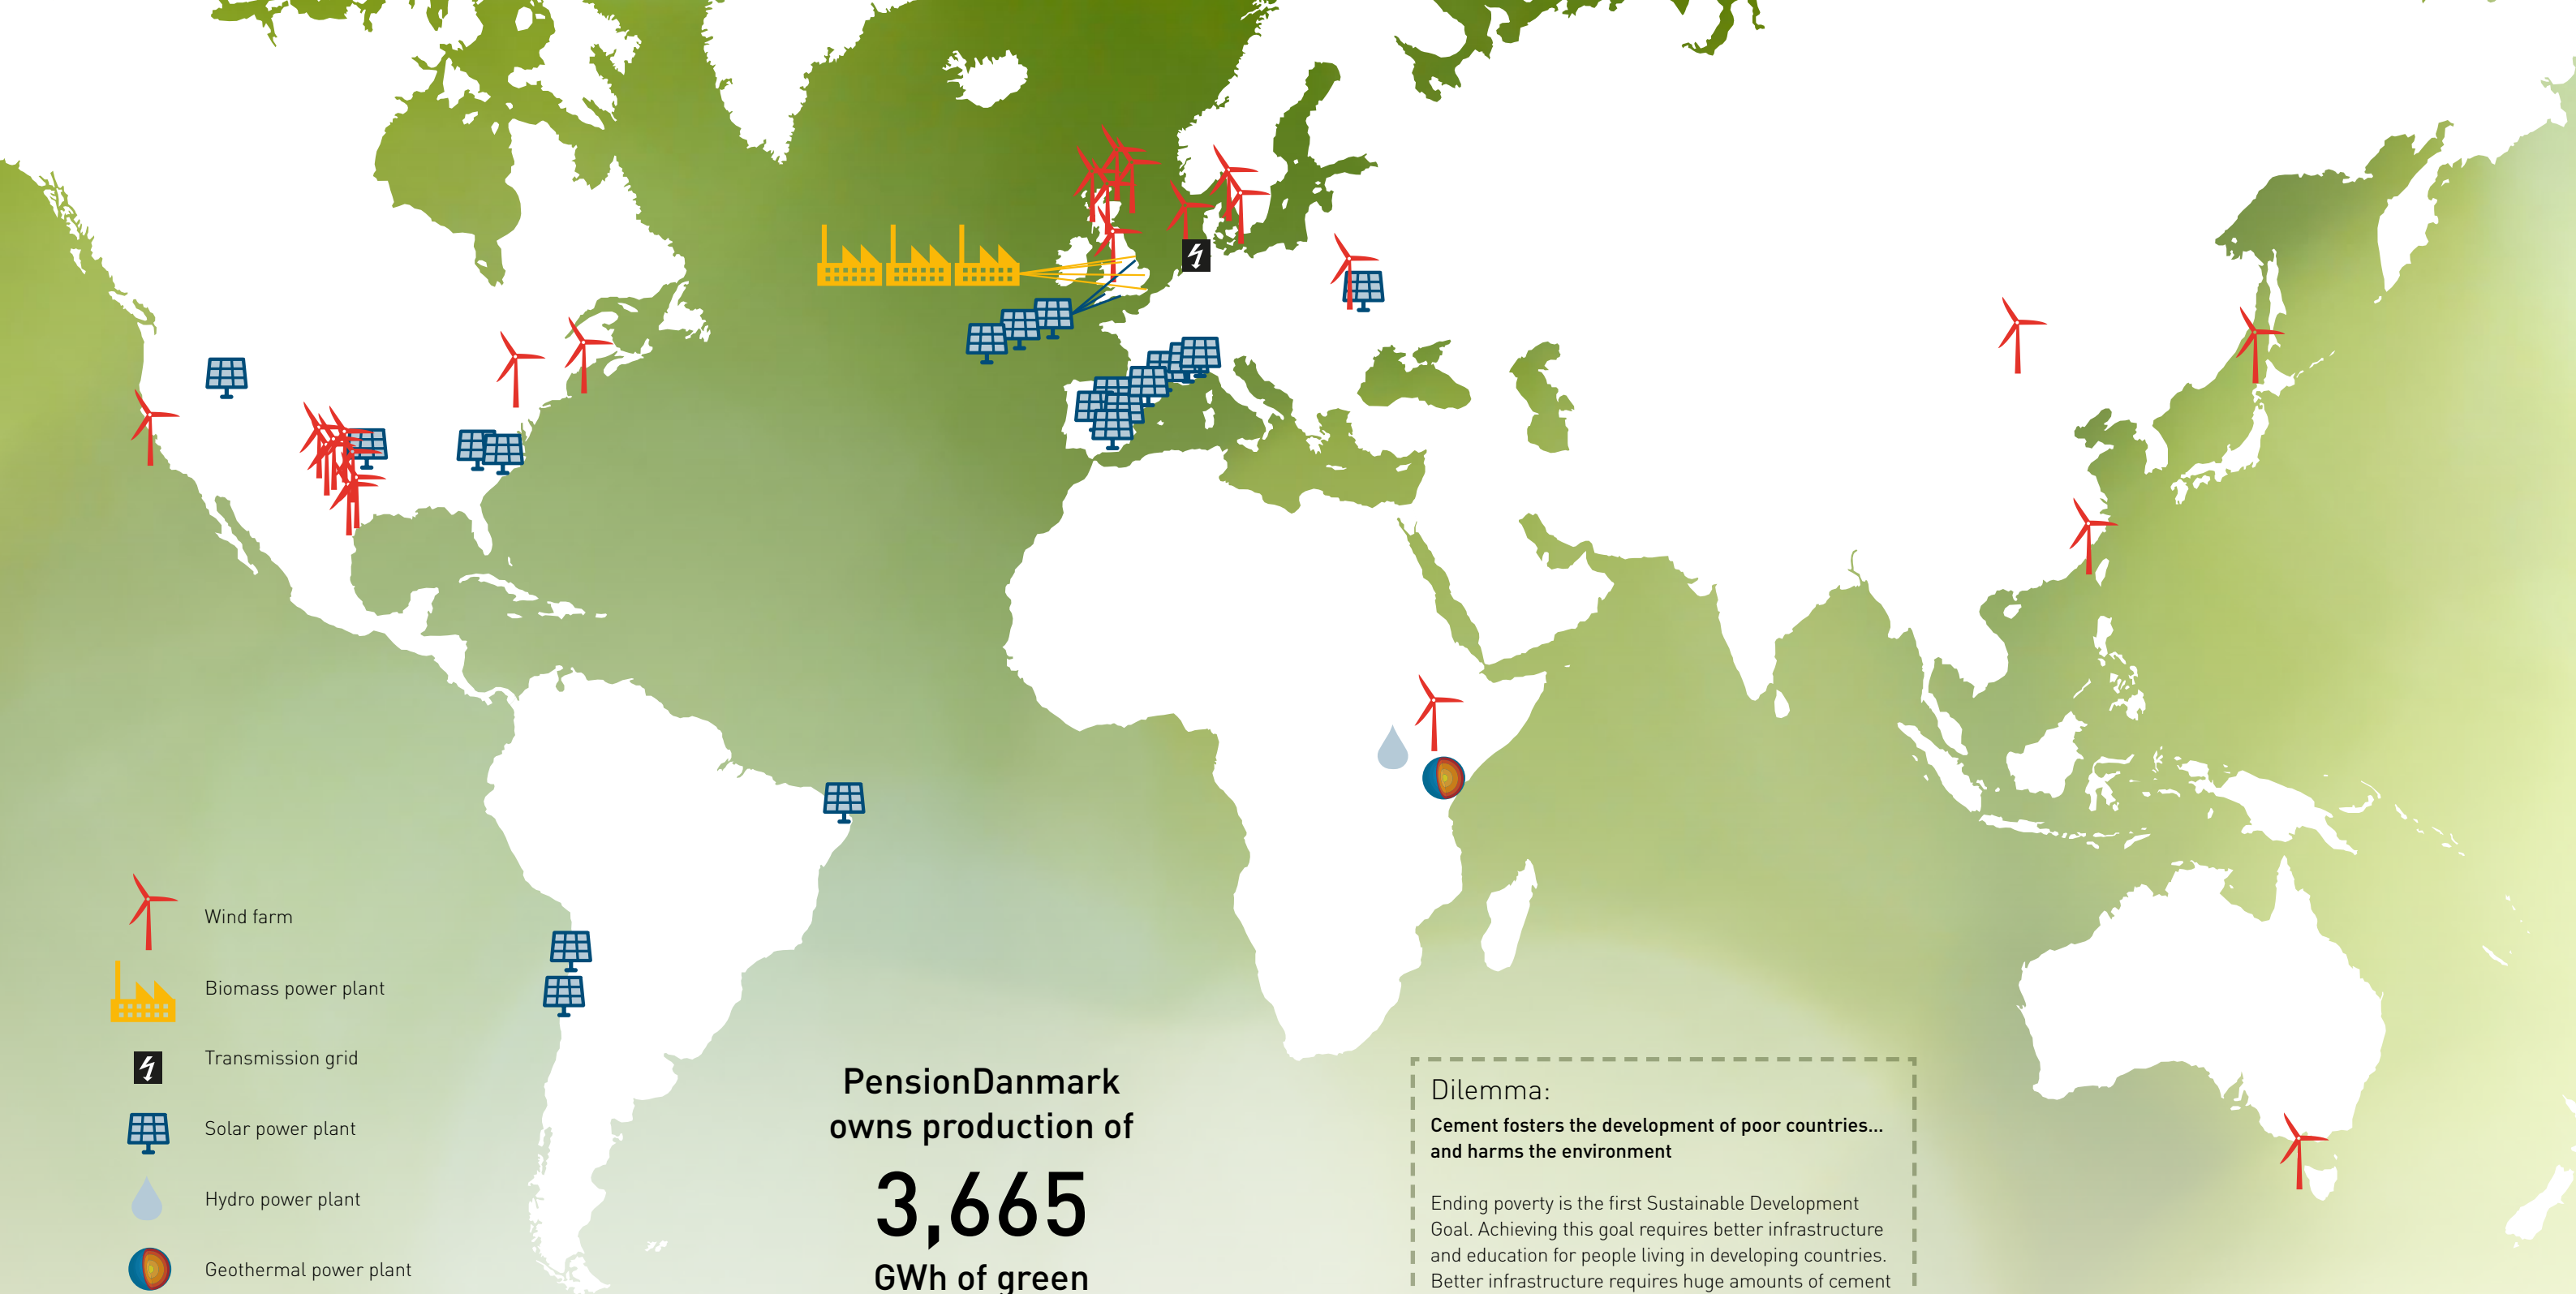 Wind farm
Biomass power plant
Transmission grid
Solar power plant
Hydro power plant
Geothermal power plant
PensionDanmark
owns production of
3,665
GWh of green
Dilemma:
Cement fosters the development of poor countries...
and harms the environment
Ending poverty is the first Sustainable Development
Goal. Achieving this goal requires better infrastructure
and education for people living in developing countries.
Better infrastructure requires huge amounts of cement